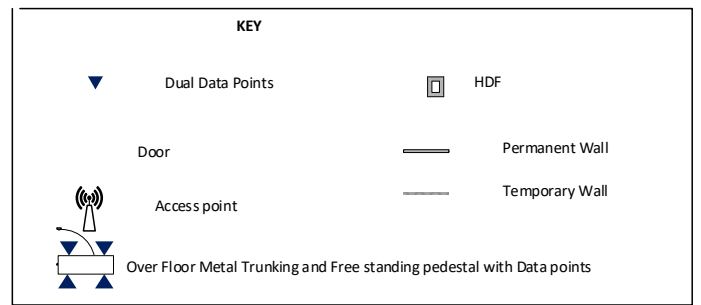 KEY
Dual Data Points
HDF
Door
Permanent Wall
Access point
Temporary Wall
Over Floor Metal Trunking and Free standing pedestal with Data points